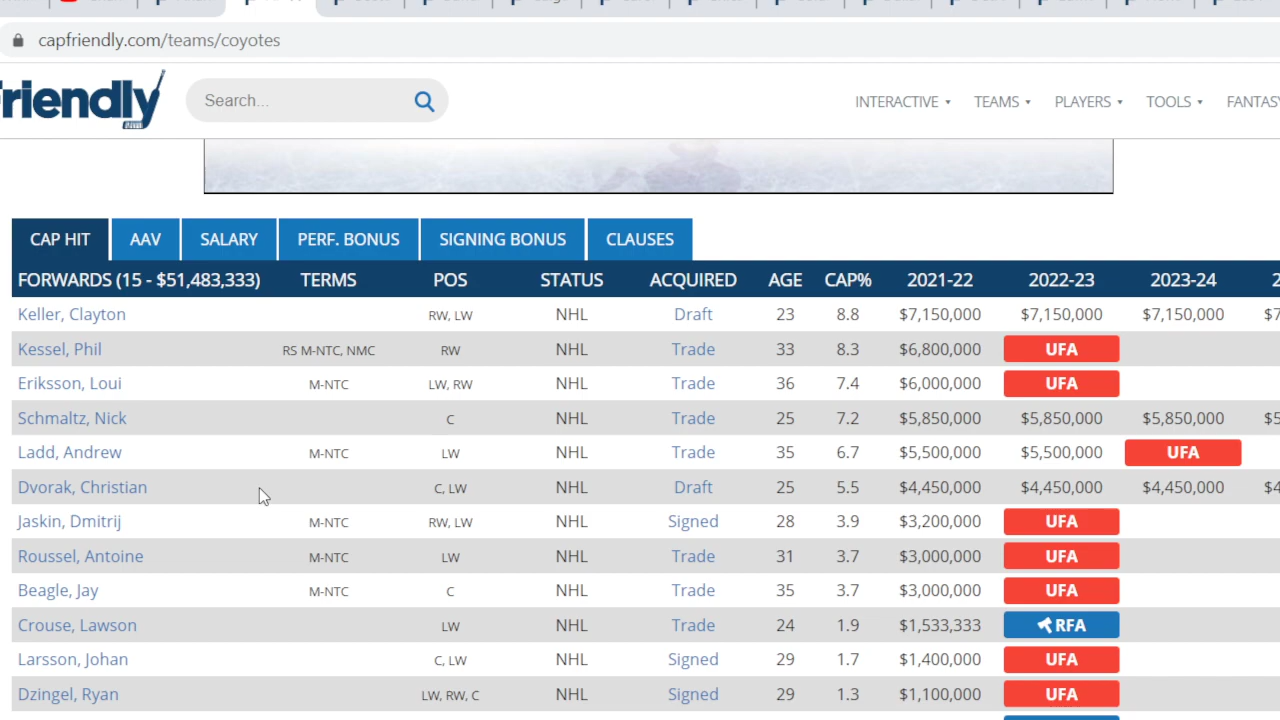 capfriendly.com/teams/coyotes
friendly Search... INTERACTIVE TEAMS PLAYERS TOOLS FANTASY
CAP HIT AAV SALARY PERF. BONUS SIGNING BONUS CLAUSES
FORWARDS (15 - $51,483,333) TERMS POS STATUS ACQUIRED AGE CAP% 2021-22 2022-23 2023-24 2
Keller, Clayton RW, LW NHL Draft 23 8.8 $7,150,000 $7,150,000 $7,150,000 $7
Kessel, Phil RS M-NTC, NMC RW NHL Trade 33 8.3 $6,800,000 UFA
Eriksson, Loui M-NTC LW, RW NHL Trade 36 7.4 $6,000,000 UFA
Schmaltz, Nick C NHL Trade 25 7.2 $5,850,000 $5,850,000 $5,850,000 $5
Ladd, Andrew M-NTC LW NHL Trade 35 6.7 $5,500,000 $5,500,000 UFA
Dvorak, Christian C, LW NHL Draft 25 5.5 $4,450,000 $4,450,000 $4,450,000 $4
Jaskin, Dmitrij M-NTC RW, LW NHL Signed 28 3.9 $3,200,000 UFA
Roussel, Antoine M-NTC LW NHL Trade 31 3.7 $3,000,000 UFA
Beagle, Jay M-NTC C NHL Trade 35 3.7 $3,000,000 UFA
Crouse, Lawson LW NHL Trade 24 1.9 $1,533,333 RFA
Larsson, Johan C, LW NHL Signed 29 1.7 $1,400,000 UFA
Dzingel, Ryan LW, RW, C NHL Signed 29 1.3 $1,100,000 UFA